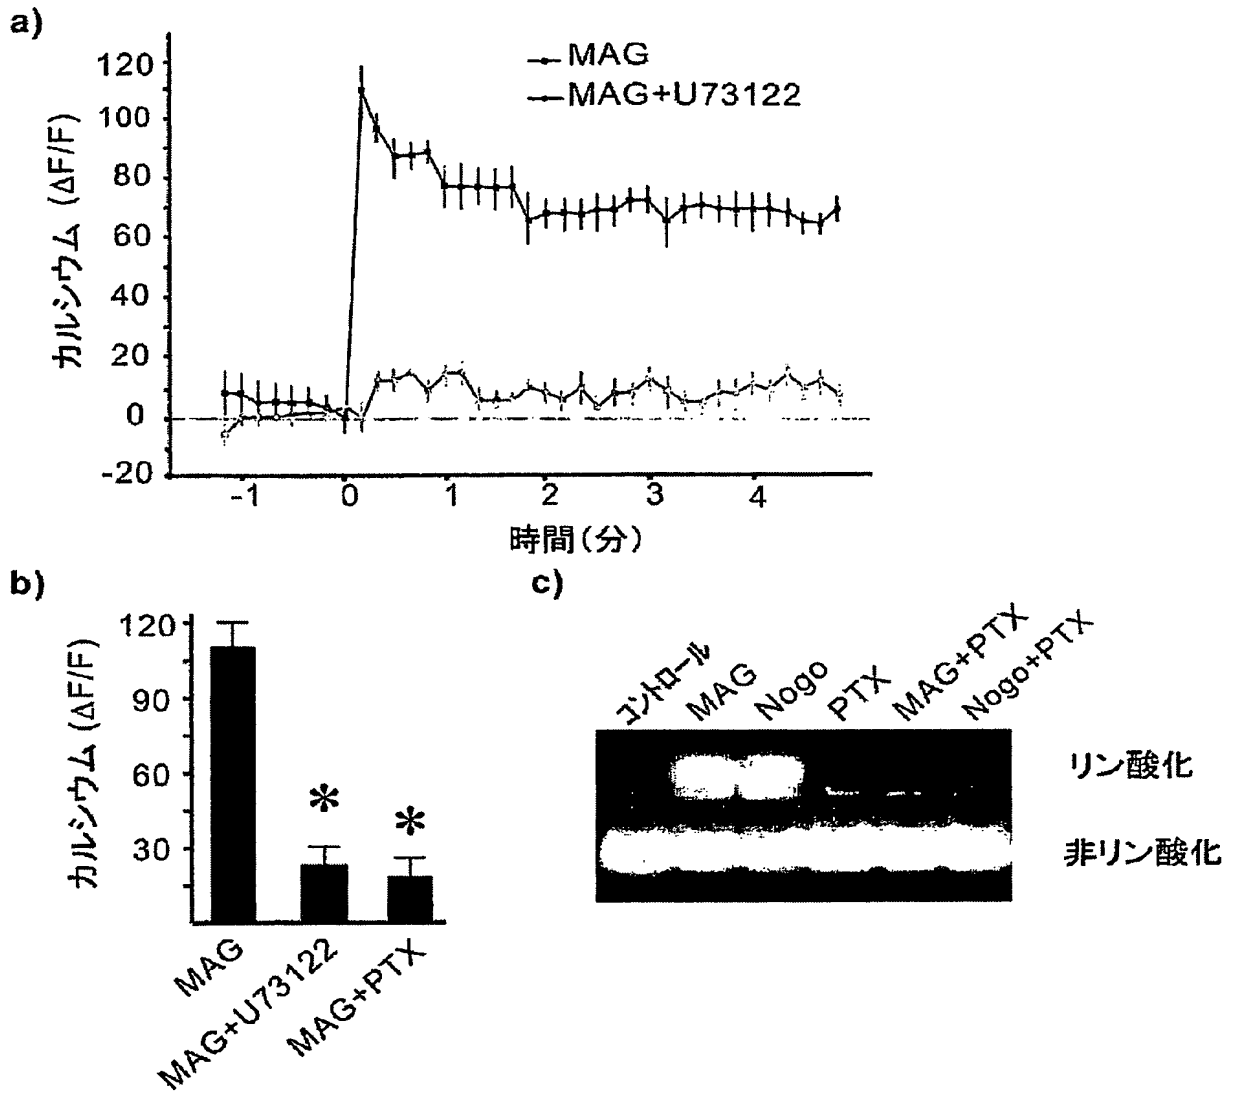 a)
MAG
MAG+U73122
カルシウム (ΔF/F)
120
100
80
60
40
20
0
-20
-1
0
1
2
3
4
時間(分)
b)
カルシウム (ΔF/F)
120
90
60
30
*
*
MAG
MAG+U73122
MAG+PTX
c)
コントロール
MAG
Nogo
PTX
MAG+PTX
Nogo+PTX
リン酸化
非リン酸化